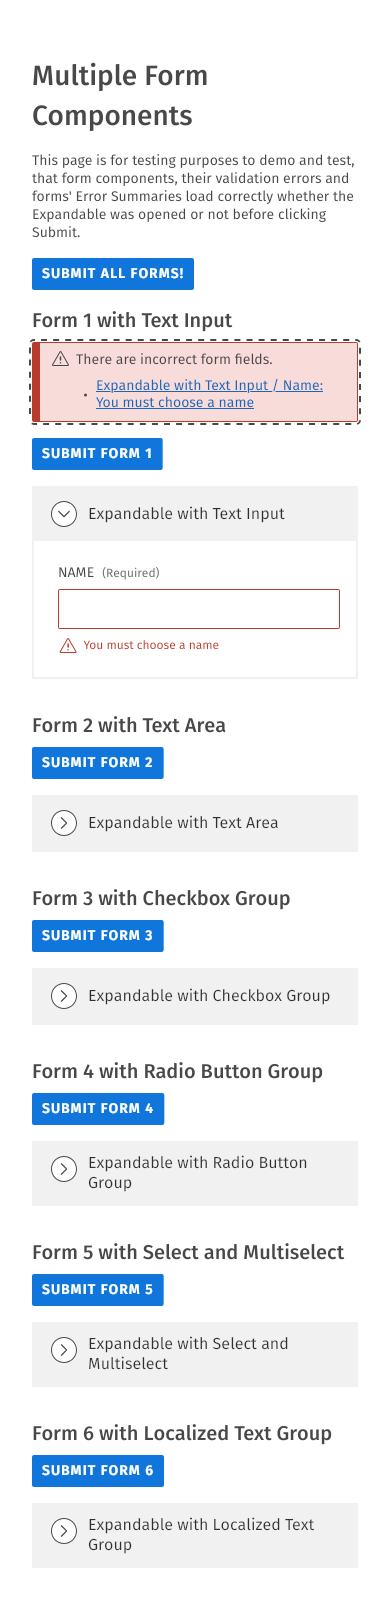 Multiple Form
Components
This page is for testing purposes to demo and test,
that form components, their validation errors and
forms' Error Summaries load correctly whether the
Expandable was opened or not before clicking
Submit.
SUBMIT ALL FORMS!
Form 1 with Text Input
There are incorrect form fields.
• Expandable with Text Input / Name:
You must choose a name
SUBMIT FORM 1
Expandable with Text Input
NAME (Required)
You must choose a name
Form 2 with Text Area
SUBMIT FORM 2
Expandable with Text Area
Form 3 with Checkbox Group
SUBMIT FORM 3
Expandable with Checkbox Group
Form 4 with Radio Button Group
SUBMIT FORM 4
Expandable with Radio Button
Group
Form 5 with Select and Multiselect
SUBMIT FORM 5
Expandable with Select and
Multiselect
Form 6 with Localized Text Group
SUBMIT FORM 6
Expandable with Localized Text
Group